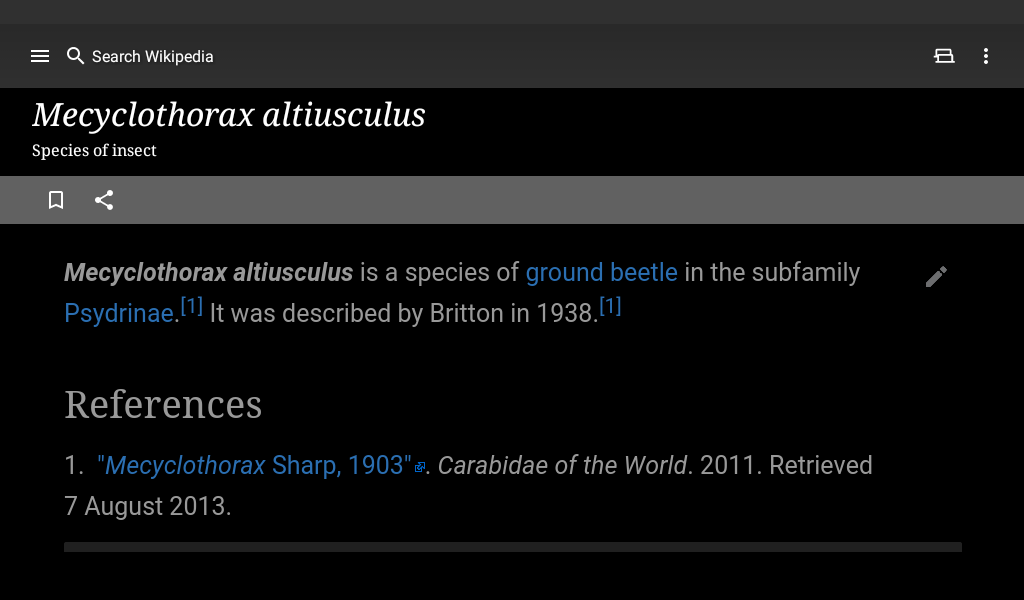 Search Wikipedia
Mecyclothorax altiusculus
Species of insect
Mecyclothorax altiusculus is a species of ground beetle in the subfamily
Psydrinae.[1] It was described by Britton in 1938.[1]
References
1. "Mecyclothorax Sharp, 1903". Carabidae of the World. 2011. Retrieved
7 August 2013.